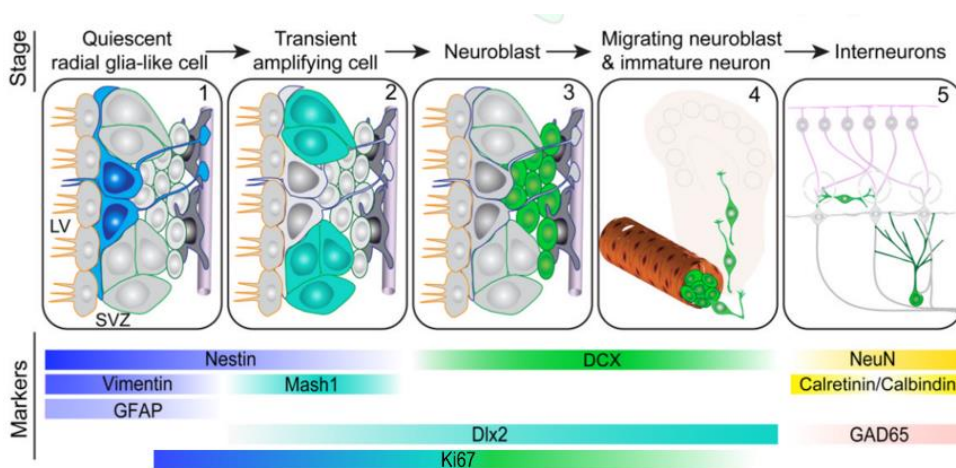 Stage
Quiescent
radial glia-like cell
Transient
amplifying cell
Neuroblast
Migrating neuroblast
& immature neuron
Interneurons
1
2
3
4
5
LV
SVZ
Markers
Nestin
DCX
NeuN
Vimentin
Mash1
Calretinin/Calbindin
GFAP
Dlx2
GAD65
Ki67